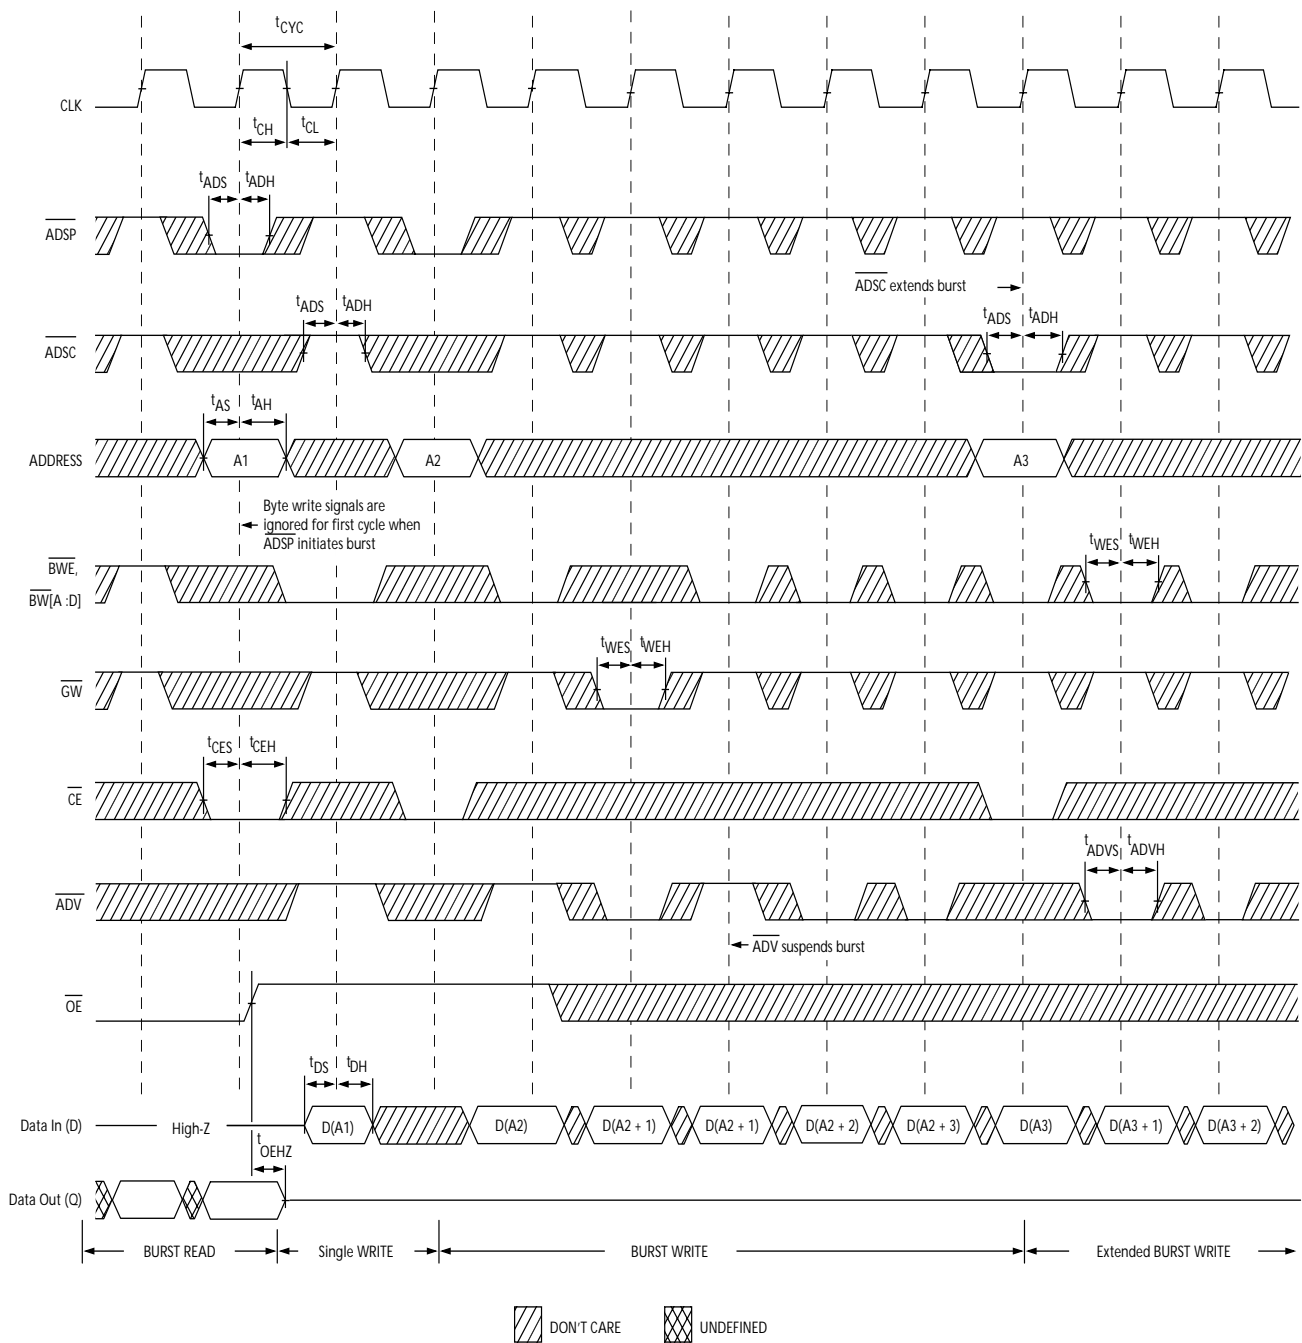 tCYC
CLK
tCH tCL
tADS tADH
ADSP
ADSC extends burst
tADS tADH
tADS tADH
ADSC
tAS tAH
ADDRESS A1 A2 A3
Byte write signals are
ignored for first cycle when
ADSP initiates burst
tWES tWEH
BWE,
BW[A :D]
tWES tWEH
GW
tCES tCEH
CE
tADVS tADVH
ADV
ADV suspends burst
OE
tDS tDH
Data In (D) High-Z D(A1) D(A2) D(A2 + 1) D(A2 + 1) D(A2 + 2) D(A2 + 3) D(A3) D(A3 + 1) D(A3 + 2)
tOEHZ
Data Out (Q)
BURST READ Single WRITE BURST WRITE Extended BURST WRITE
DON'T CARE UNDEFINED